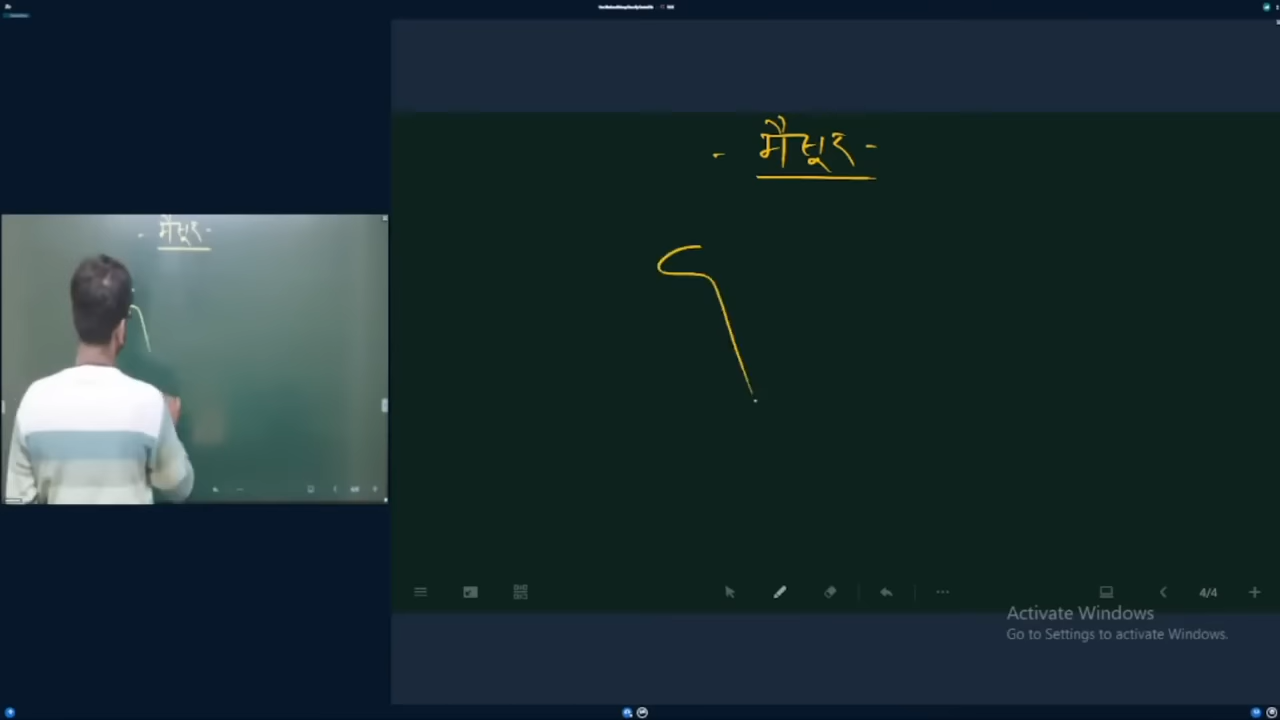 - मैसूर -
- मैसूर -
4/4
Activate Windows
Go to Settings to activate Windows.